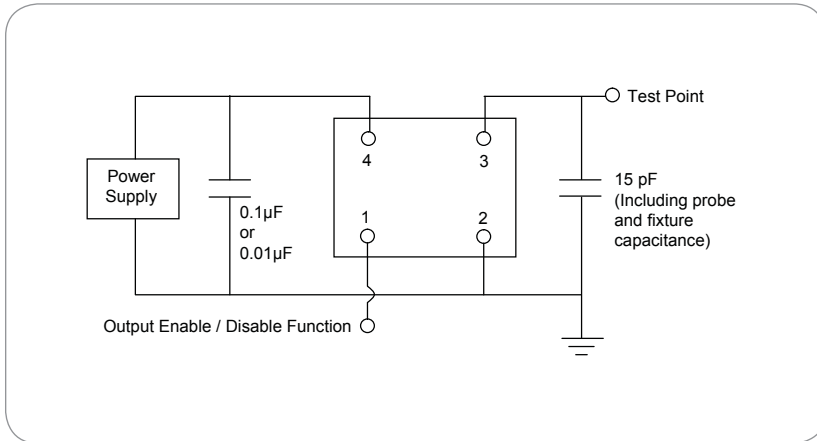 Test Point
4
3
Power
Supply
0.1µF
or
0.01µF
1
2
15 pF
(Including probe
and fixture
capacitance)
Output Enable / Disable Function